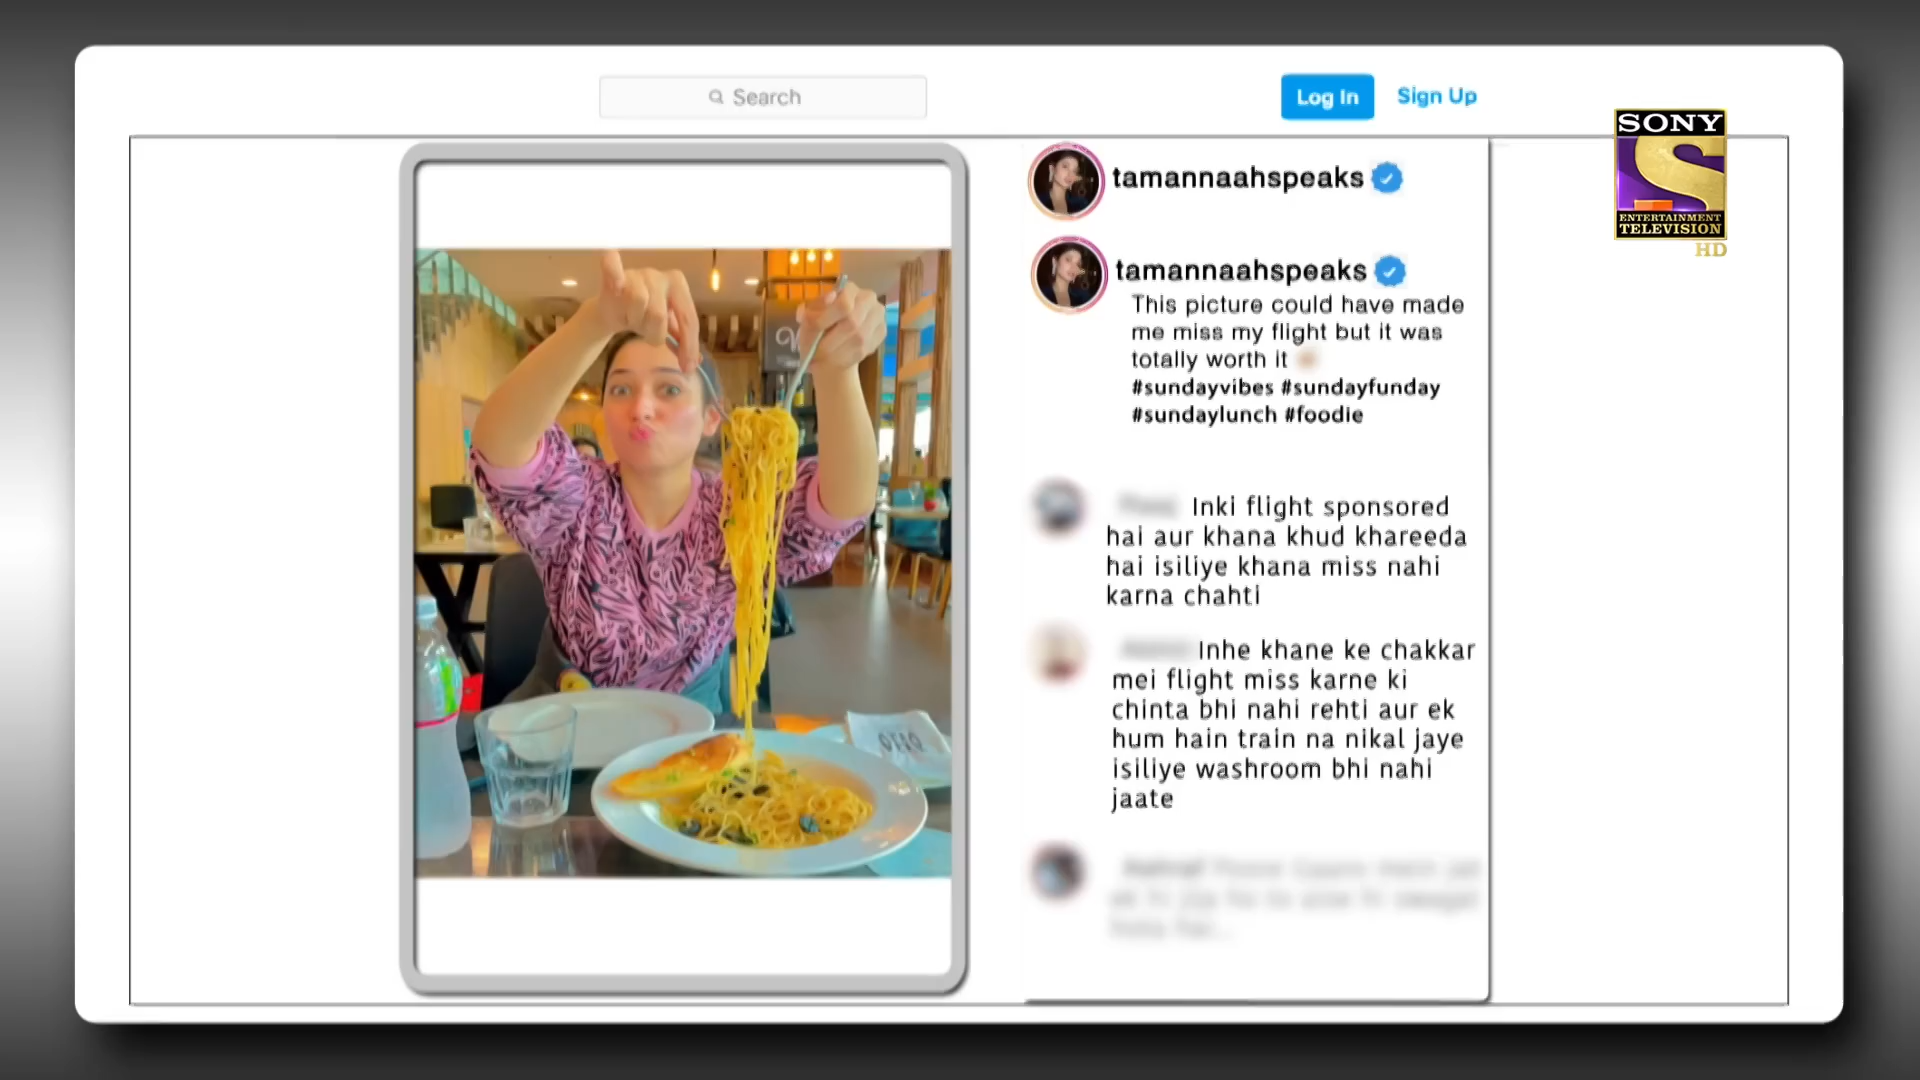 Search
Log In
Sign Up
SONY
ENTERTAINMENT
TELEVISION
HD
tamannaahspeaks
tamannaahspeaks
This picture could have made
me miss my flight but it was
totally worth it
#sundayvibes #sundayfunday
#sundaylunch #foodie
Inki flight sponsored
hai aur khana khud khareeda
hai isiliye khana miss nahi
karna chahti
Inhe khane ke chakkar
mei flight miss karne ki
chinta bhi nahi rehti aur ek
hum hain train na nikal jaye
isiliye washroom bhi nahi
jaate